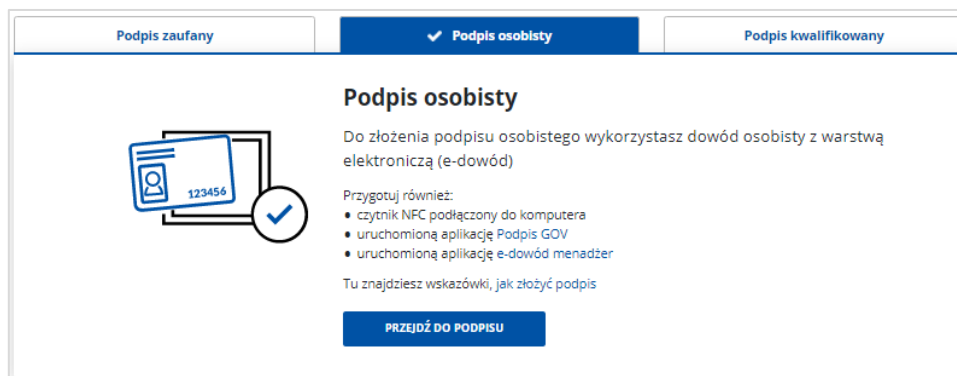 Podpis zaufany
Podpis osobisty
Podpis kwalifikowany
Podpis osobisty
Do złożenia podpisu osobistego wykorzystasz dowód osobisty z warstwą
elektroniczą (e-dowód)
123456
Przygotuj również:
• czytnik NFC podłączony do komputera
• uruchomioną aplikację Podpis GOV
• uruchomioną aplikację e-dowód menadżer
Tu znajdziesz wskazówki, jak złożyć podpis
PRZEJDŹ DO PODPISU